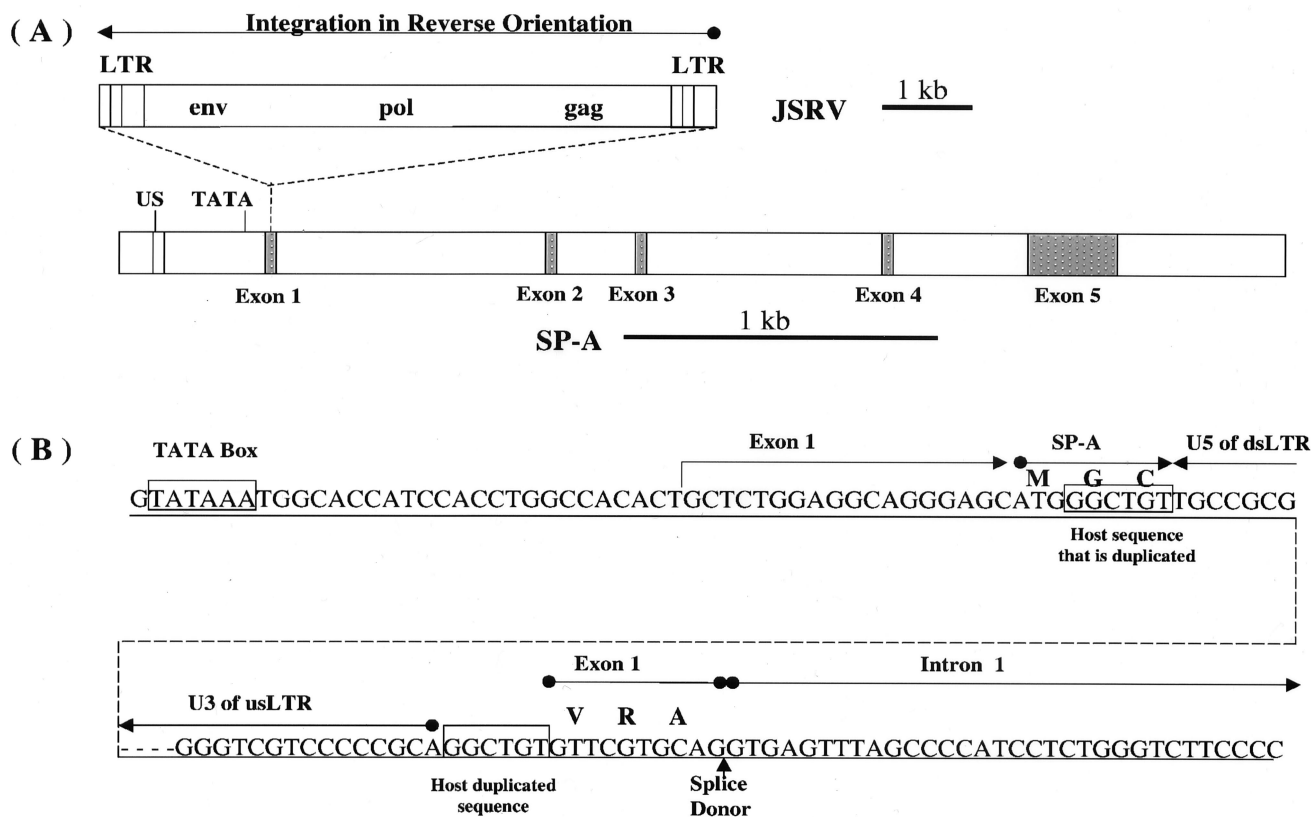 ( A )
Integration in Reverse Orientation
LTR LTR
env pol gag
JSRV
1 kb
US TATA
Exon 1 Exon 2 Exon 3 Exon 4 Exon 5
1 kb
SP-A
( B )
TATA Box
Exon 1 SP-A U5 of dsLTR
M G C
GTATAAATGGCACCATCCACCTGGCCACACTGCTCTGGAGGCAGGGAGCATGGGCTGTTGCCGCG
Host sequence
that is duplicated
Exon 1 Intron 1
U3 of usLTR
V R A
- - - -GGGTCGTCCCCCGCAGGCTGTGTTCGTGCAGGTGAGTTTAGCCCCATCCTCTGGGTCTTCCCC
Host duplicated
sequence
Splice
Donor